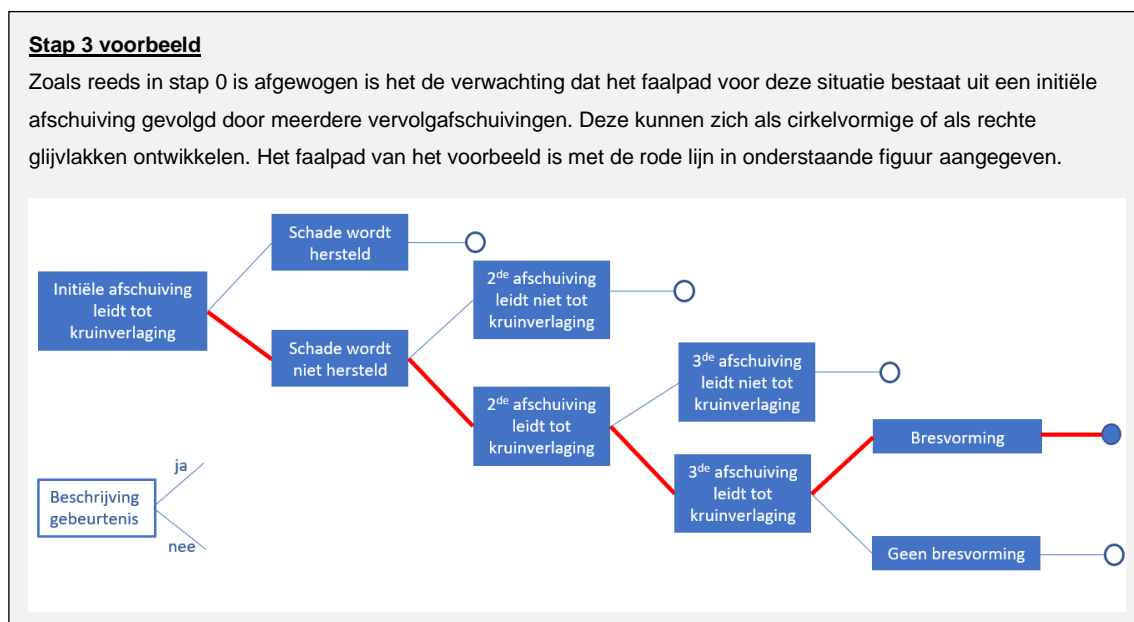 Stap 3 voorbeeld
Zoals reeds in stap 0 is afgewogen is het de verwachting dat het faalpad voor deze situatie bestaat uit een initiële
afschuiving gevolgd door meerdere vervolgafschuivingen. Deze kunnen zich als cirkelvormige of als rechte
glijvlakken ontwikkelen. Het faalpad van het voorbeeld is met de rode lijn in onderstaande figuur aangegeven.
Initiële afschuiving
leidt tot
kruinverlaging
Schade wordt
hersteld
Schade wordt
niet hersteld
2de afschuiving
leidt niet tot
kruinverlaging
2de afschuiving
leidt tot
kruinverlaging
3de afschuiving
leidt niet tot
kruinverlaging
3de afschuiving
leidt tot
kruinverlaging
Bresvorming
Geen bresvorming
Beschrijving
gebeurtenis
ja
nee